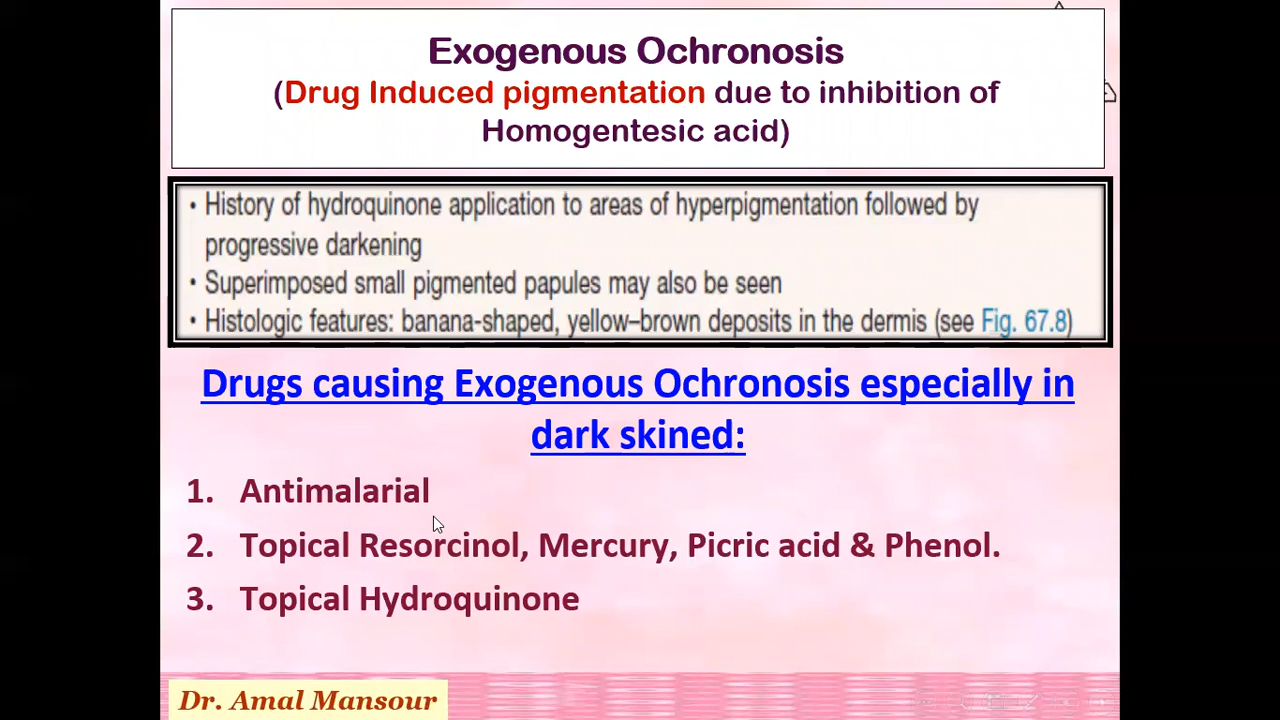 Exogenous Ochronosis
(Drug Induced pigmentation due to inhibition of
Homogentesic acid)
• History of hydroquinone application to areas of hyperpigmentation followed by
progressive darkening
• Superimposed small pigmented papules may also be seen
• Histologic features: banana-shaped, yellow–brown deposits in the dermis (see Fig. 67.8)
Drugs causing Exogenous Ochronosis especially in
dark skined:
1. Antimalarial
2. Topical Resorcinol, Mercury, Picric acid & Phenol.
3. Topical Hydroquinone
Dr. Amal Mansour